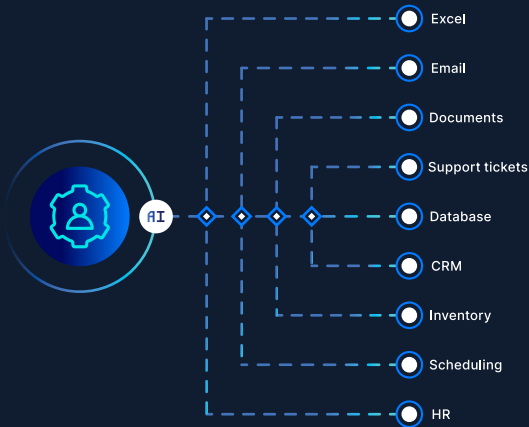 Excel
Email
Documents
Support tickets
AI
Database
CRM
Inventory
Scheduling
HR